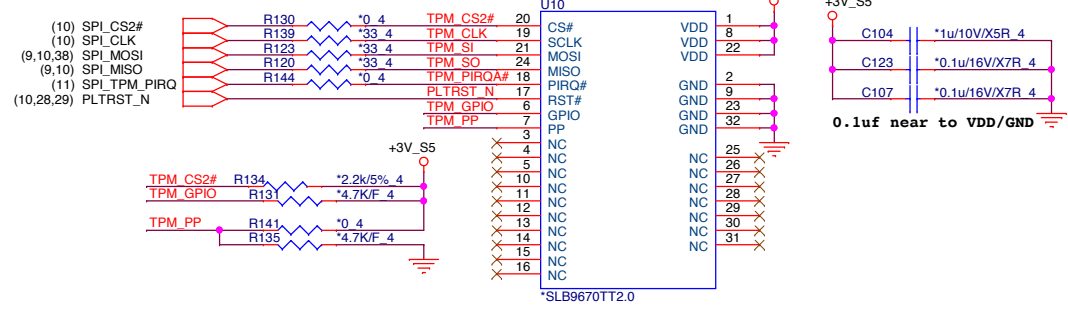 U10
+3V_S5
(10) SPI_CS2# R130 *0_4 TPM_CS2# 20 CS# VDD 1
(10) SPI_CLK R139 *33_4 TPM_CLK 19 SCLK VDD 8 C104 *1u/10V/X5R_4
(9,10,38) SPI_MOSI R123 *33_4 TPM_SI 21 MOSI VDD 22
(9,10) SPI_MISO R120 *33_4 TPM_SO 24 MISO C123 *0.1u/16V/X7R_4
(11) SPI_TPM_PIRQ R144 *0_4 TPM_PIRQA# 18 PIRQ# GND 2
(10,28,29) PLTRST_N PLTRST_N 17 RST# GND 9 C107 *0.1u/16V/X7R_4
TPM_GPIO 6 GPIO GND 23
TPM_PP 7 PP GND 32 0.1uf near to VDD/GND
3 NC
+3V_S5 4 NC NC 25
5 NC NC 26
TPM_CS2# R134 *2.2k/5%_4 10 NC NC 27
TPM_GPIO R131 *4.7K/F_4 11 NC NC 28
12 NC NC 29
TPM_PP R141 *0_4 13 NC NC 30
R135 *4.7K/F_4 14 NC NC 31
15 NC
16 NC
*SLB9670TT2.0